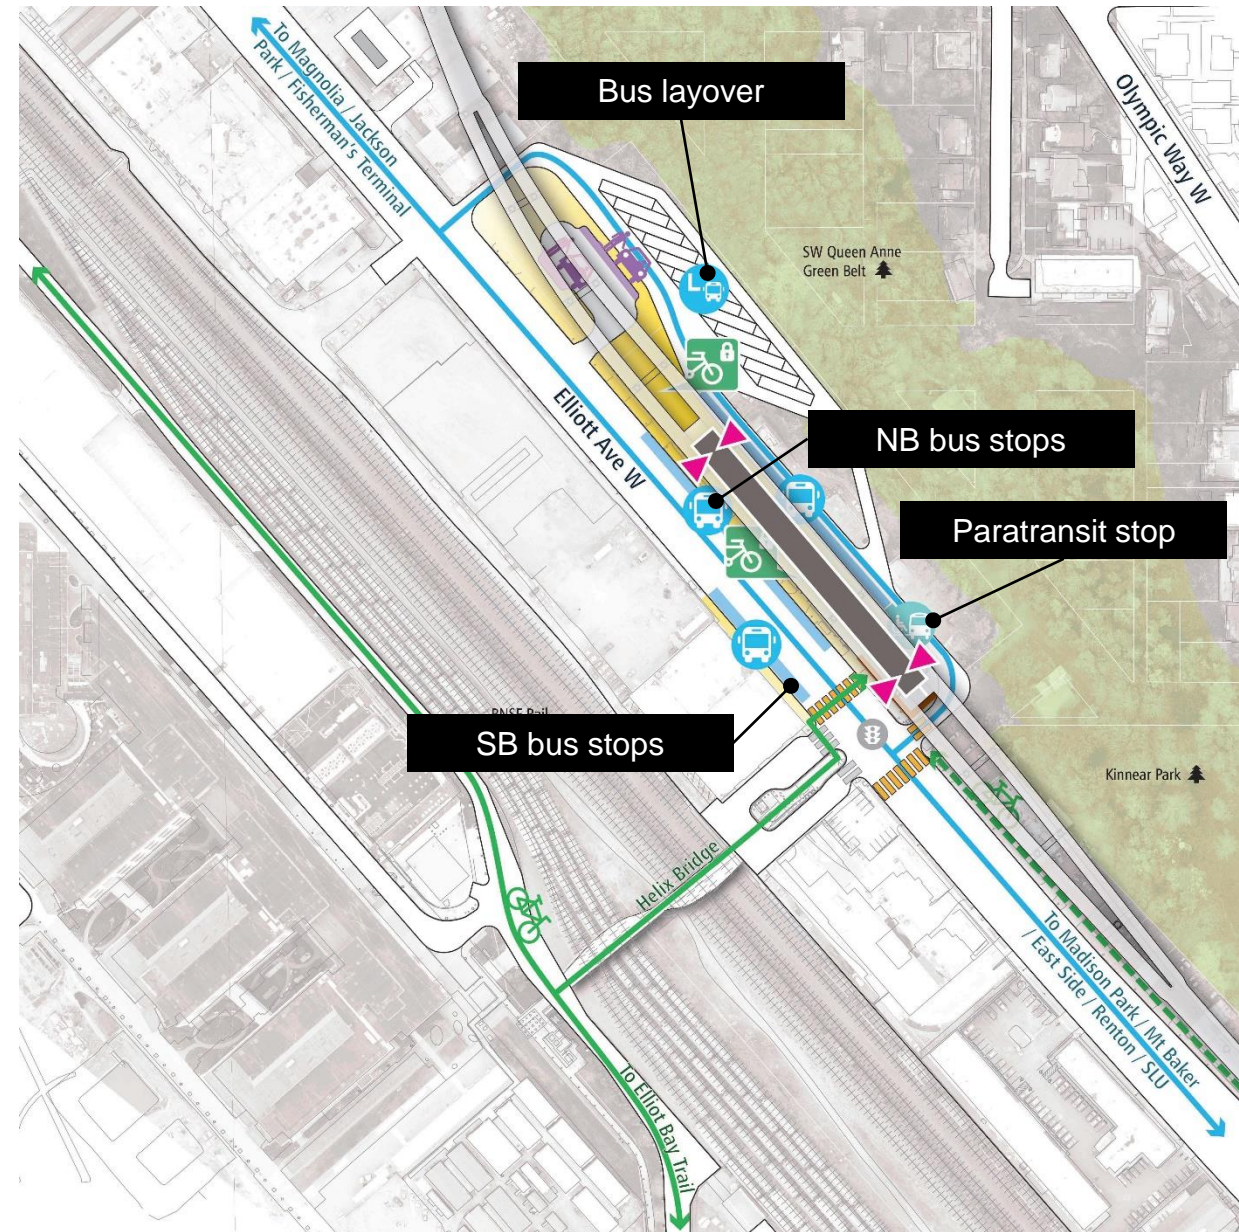 To Magnolia / Jackson
Park / Fisherman's Terminal
Bus layover
Olympic Way W
SW Queen Anne
Green Belt
L
Elliott Ave W
NB bus stops
Paratransit stop
BNSF Rail
SB bus stops
Kinnear Park
Helix Bridge
To Madison Park / Mt Baker
/ East Side / Renton / SLU
To Elliot Bay Trail